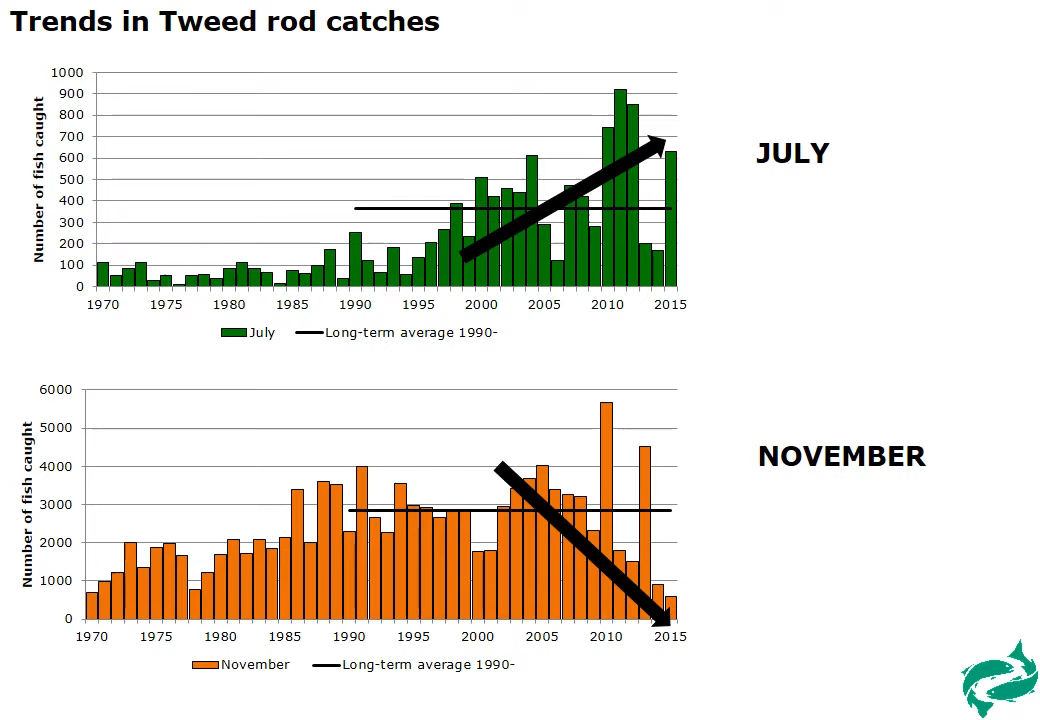 Trends in Tweed rod catches
Number of fish caught
1000
900
800
700
600
500
400
300
200
100
0
1970 1975 1980 1985 1990 1995 2000 2005 2010 2015
July Long-term average 1990-
JULY
Number of fish caught
6000
5000
4000
3000
2000
1000
0
1970 1975 1980 1985 1990 1995 2000 2005 2010 2015
November Long-term average 1990-
NOVEMBER